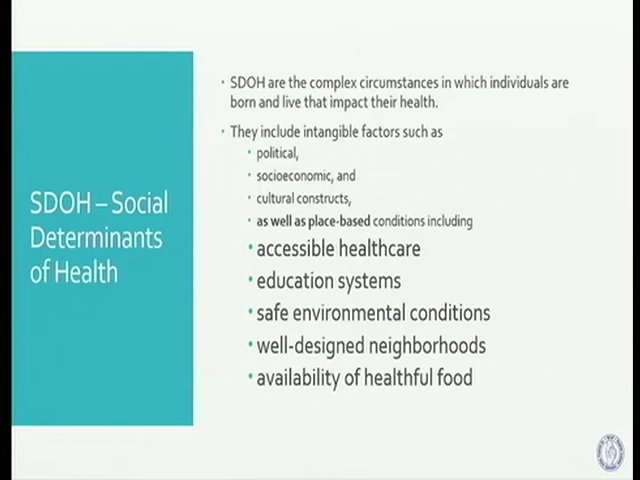 SDOH – Social
Determinants
of Health
• SDOH are the complex circumstances in which individuals are
born and live that impact their health.
• They include intangible factors such as
• political,
• socioeconomic, and
• cultural constructs,
• as well as place-based conditions including
• accessible healthcare
• education systems
• safe environmental conditions
• well-designed neighborhoods
• availability of healthful food